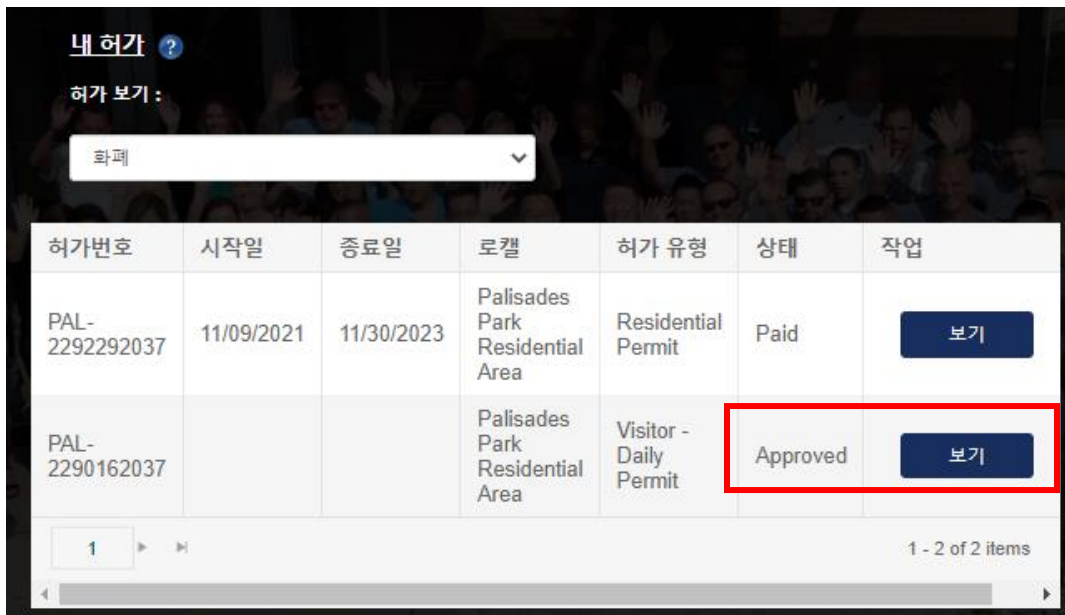 내 허가 ?
허가 보기 :
화폐
허가번호 시작일 종료일 로캘 허가 유형 상태 작업
PAL-
2292292037
11/09/2021
11/30/2023
Palisades
Park
Residential
Area
Residential
Permit
Paid
보기
PAL-
2290162037
Palisades
Park
Residential
Area
Visitor -
Daily
Permit
Approved
보기
1
1 - 2 of 2 items